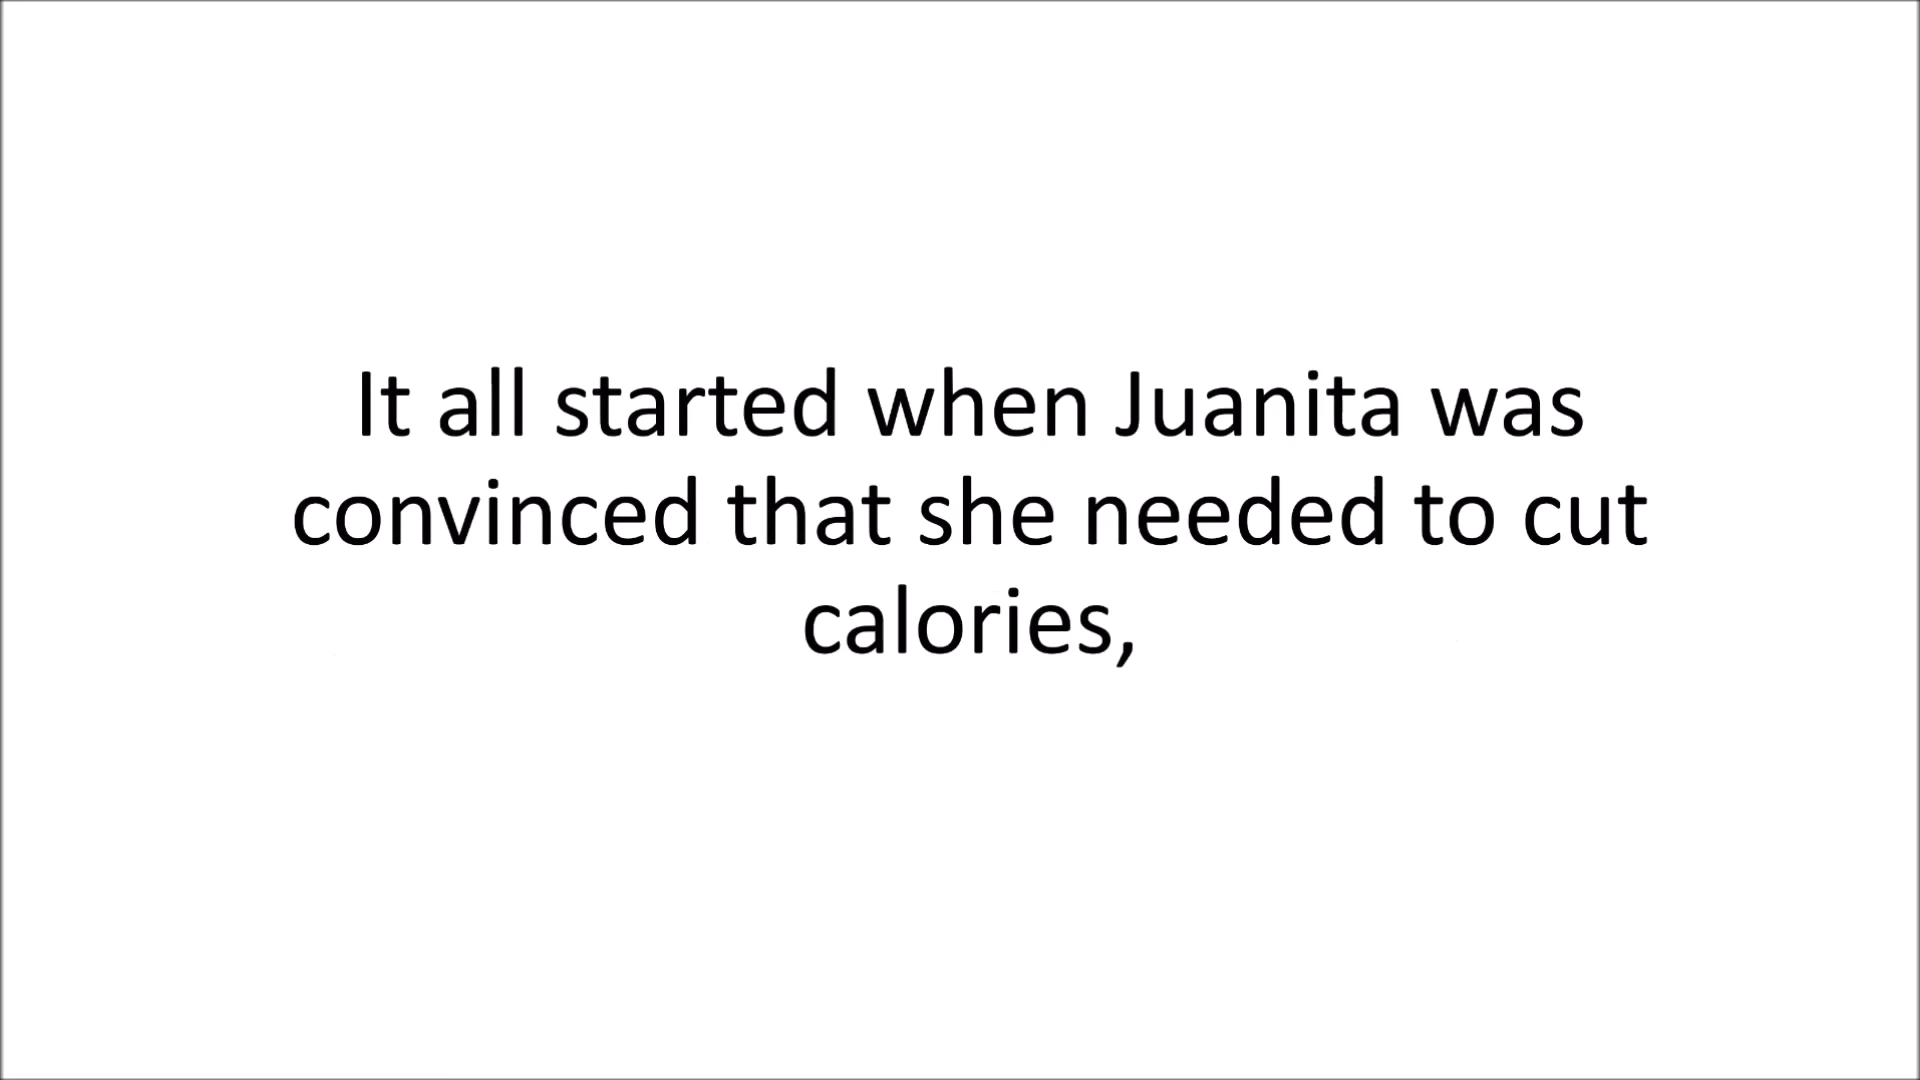 It all started when Juanita was
convinced that she needed to cut
calories,